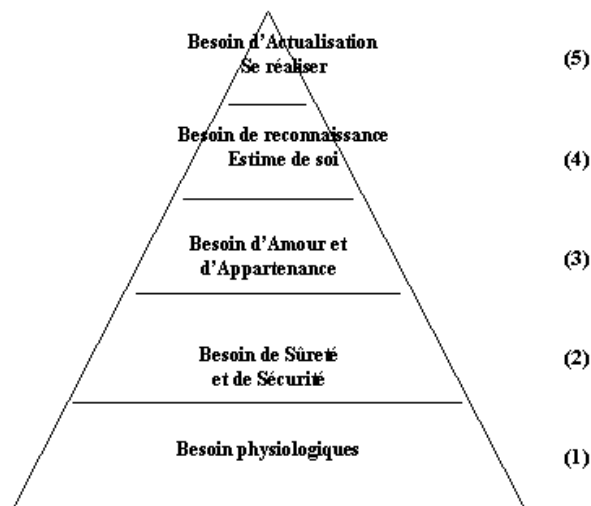 Besoin d'Actualisation
Se réaliser
(5)
Besoin de reconnaissance
Estime de soi
(4)
Besoin d'Amour et
d'Appartenance
(3)
Besoin de Sûreté
et de Sécurité
(2)
Besoin physiologiques
(1)